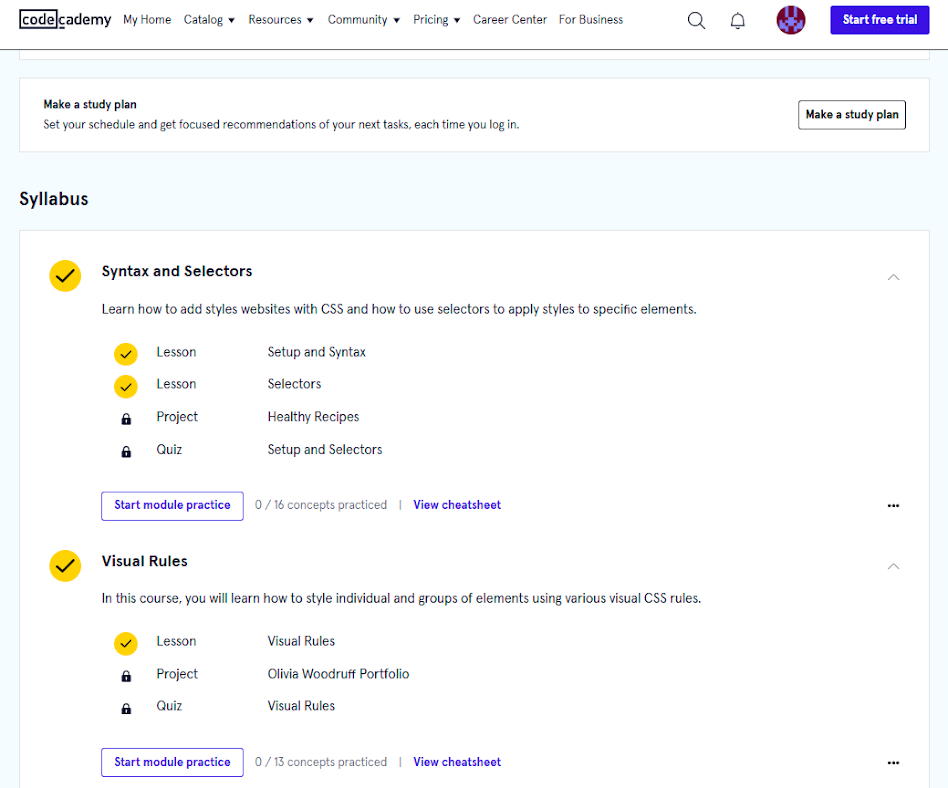 codecademy My Home Catalog Resources Community Pricing Career Center For Business Start free trial
Make a study plan
Set your schedule and get focused recommendations of your next tasks, each time you log in.
Make a study plan
Syllabus
Syntax and Selectors
Learn how to add styles websites with CSS and how to use selectors to apply styles to specific elements.
Lesson Setup and Syntax
Lesson Selectors
Project Healthy Recipes
Quiz Setup and Selectors
Start module practice 0 / 16 concepts practiced | View cheatsheet
Visual Rules
In this course, you will learn how to style individual and groups of elements using various visual CSS rules.
Lesson Visual Rules
Project Olivia Woodruff Portfolio
Quiz Visual Rules
Start module practice 0 / 13 concepts practiced | View cheatsheet